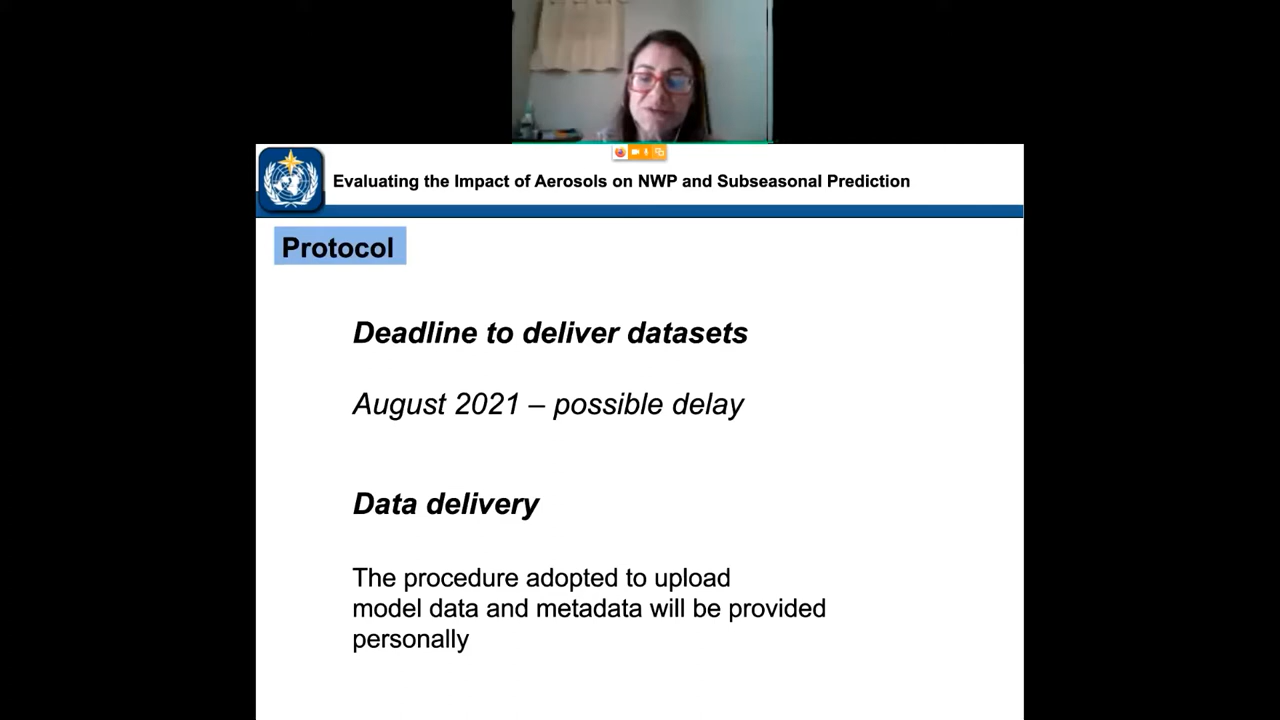 Evaluating the Impact of Aerosols on NWP and Subseasonal Prediction
Protocol
Deadline to deliver datasets
August 2021 – possible delay
Data delivery
The procedure adopted to upload
model data and metadata will be provided
personally